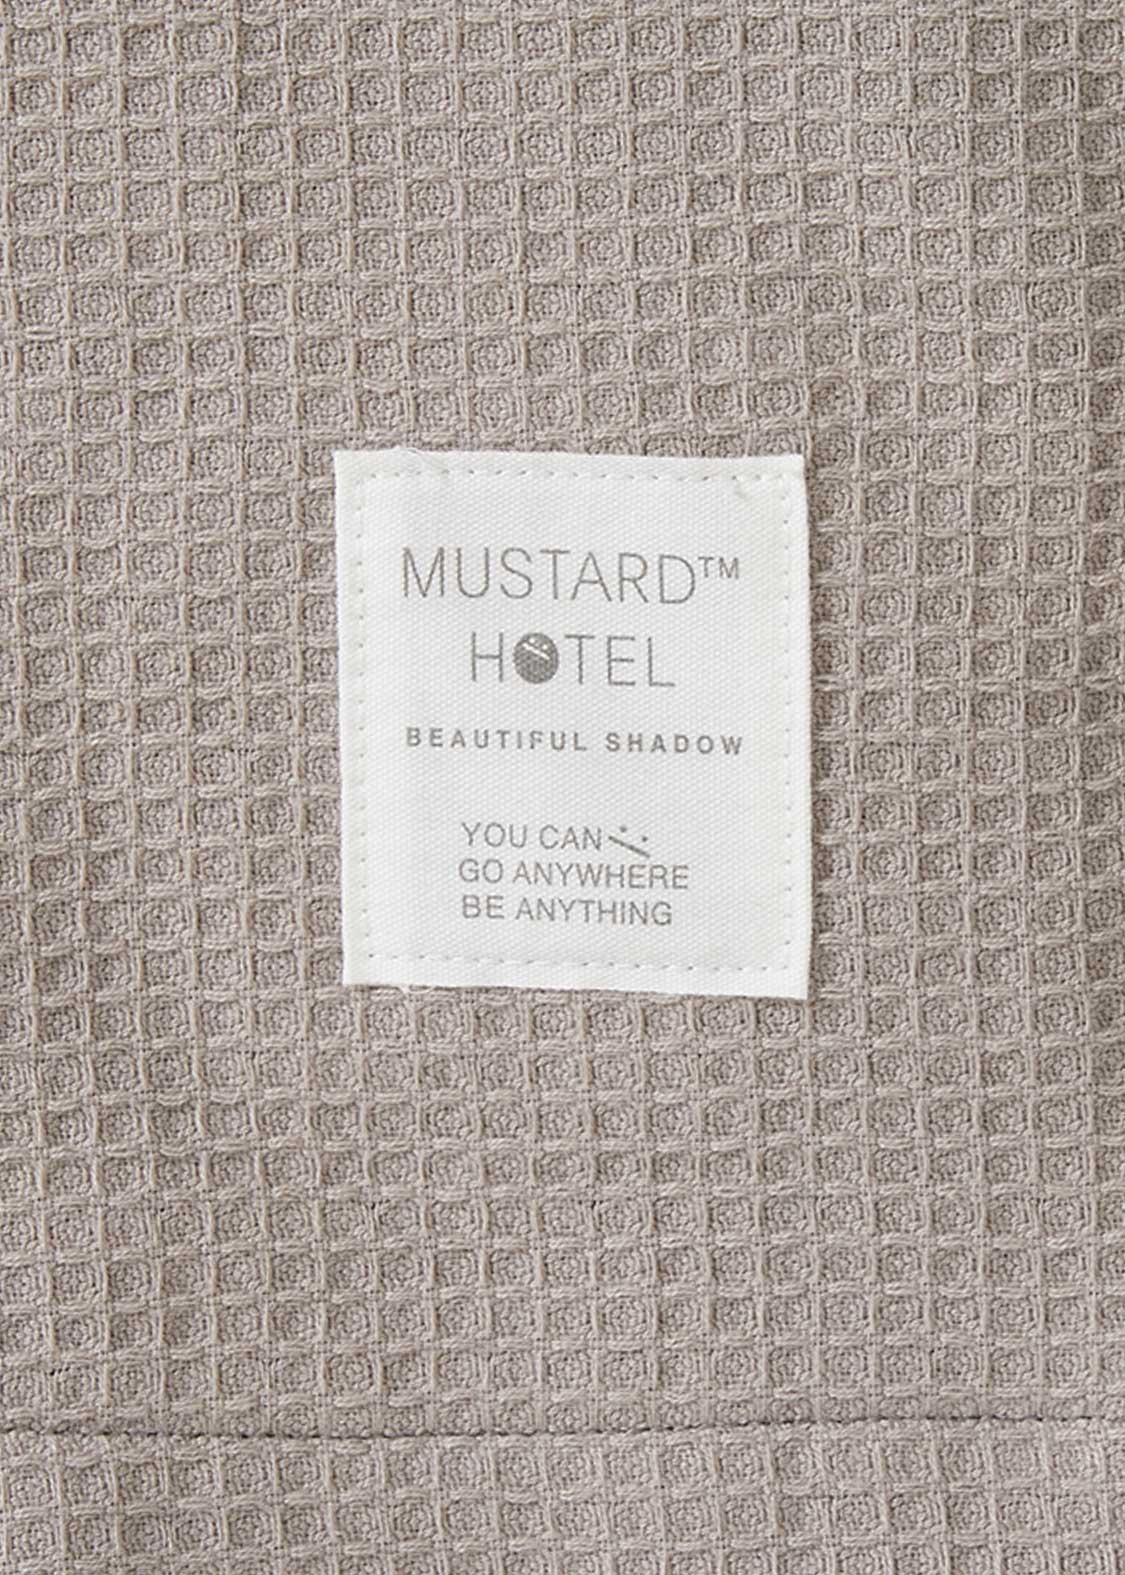 MUSTARD™
HOTEL
BEAUTIFUL SHADOW
YOU CAN
GO ANYWHERE
BE ANYTHING